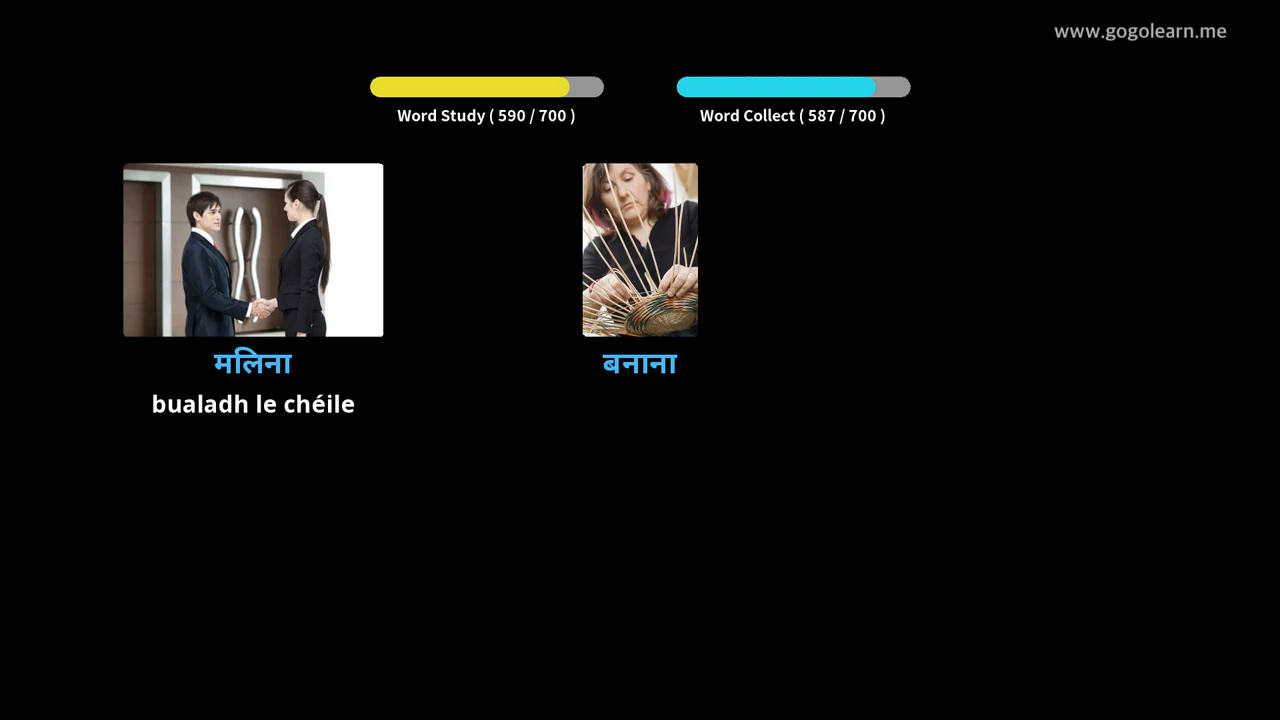 www.gogolearn.me
Word Study ( 590 / 700 )
Word Collect ( 587 / 700 )
मलिना
बनाना
bualadh le chéile